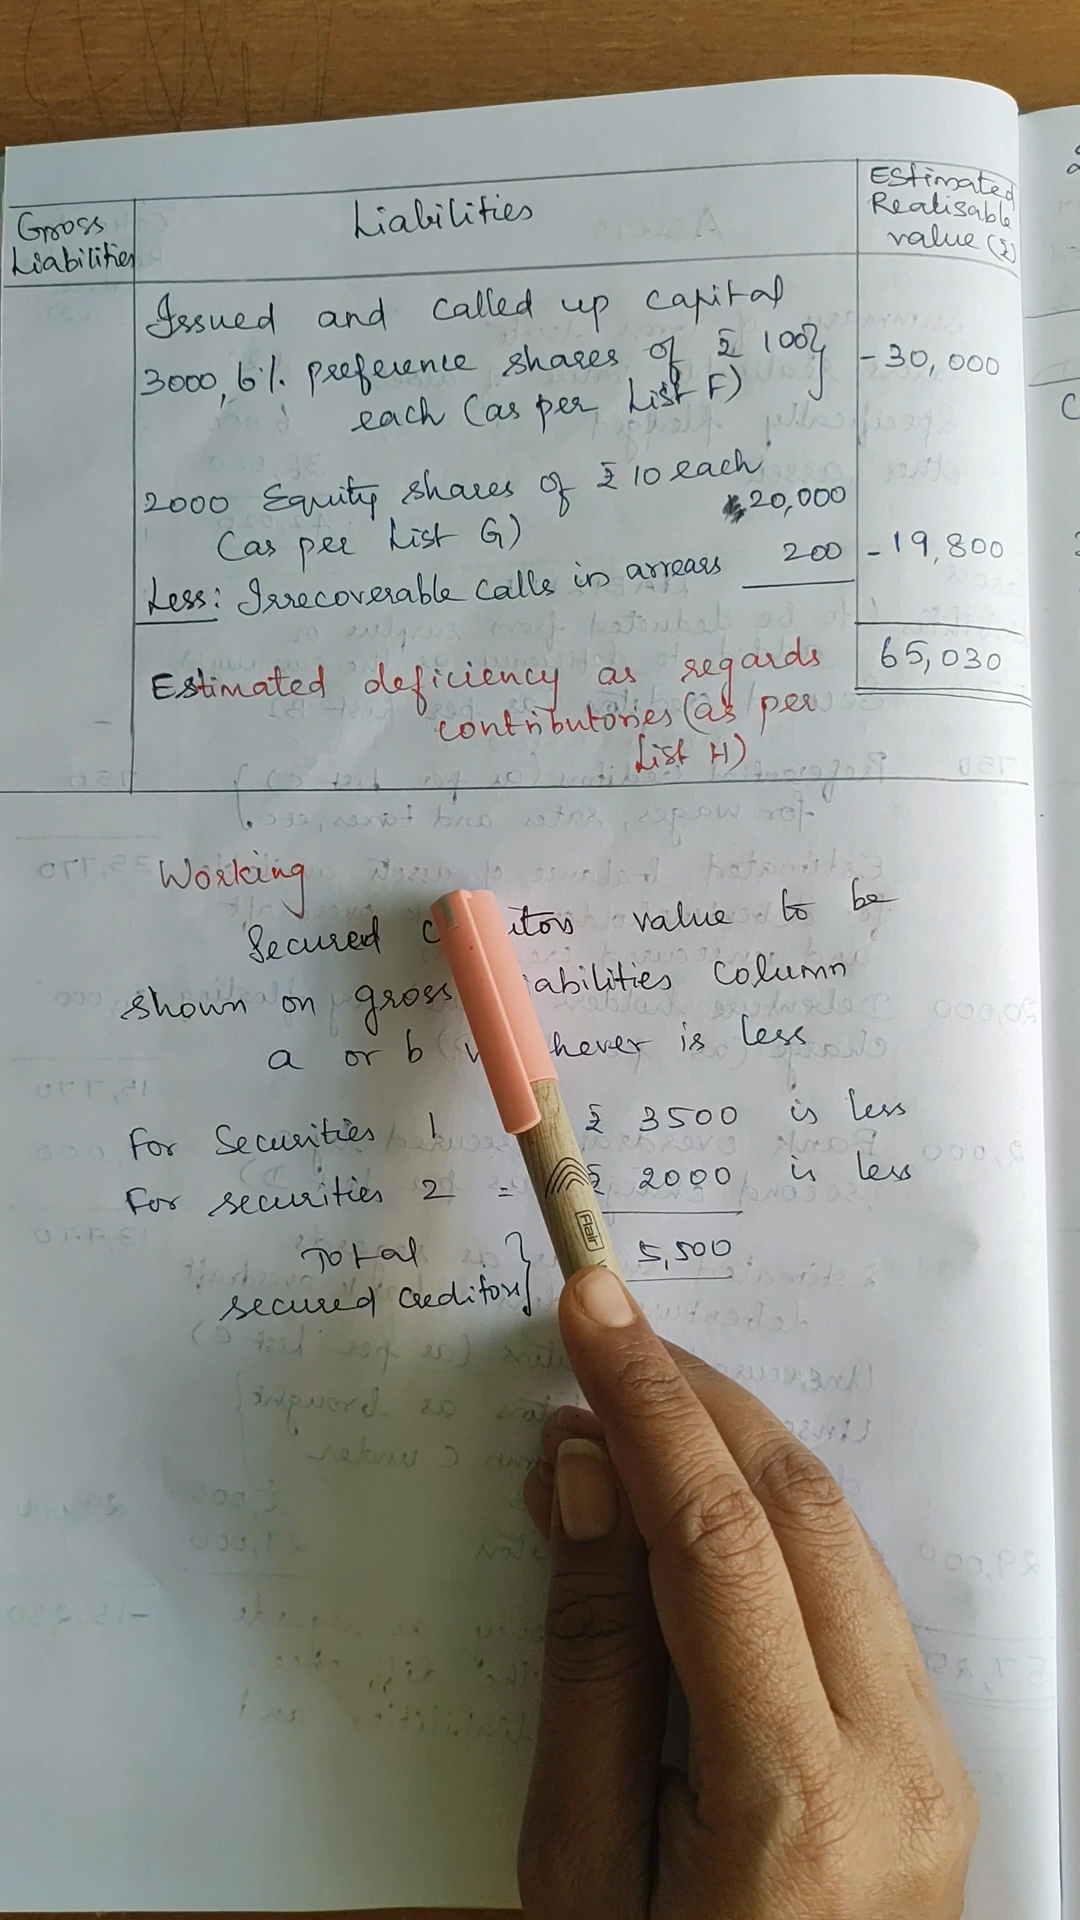 Gross
Liabilities
Liabilities
Estimated
Realisable
value (₹)
Issued and called up capital
3000, 6% preference shares of ₹ 100
each (as per List F)
-30,000
2000 Equity shares of ₹ 10 each
20,000
(as per List G)
Less: Irrecoverable calls in arrears 200
-19,800
65,030
Estimated deficiency as regards
contributories (as per
List H)
Working
Secured value to be
shown on gross column
a or b is less
For Securities 1 ₹ 3500 is less
For securities 2 = ₹ 2000 is less
Total
secured creditors
5,500
Flair